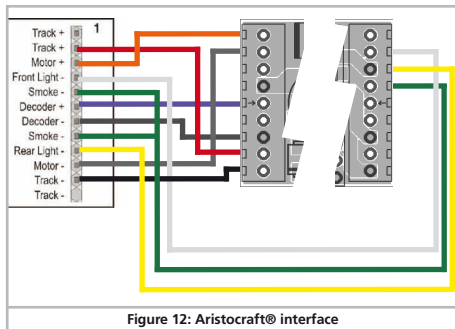 1
Track +
Track +
Motor +
Front Light -
Smoke -
Decoder +
Decoder -
Smoke -
Rear Light -
Motor -
Track -
Track -
Figure 12: Aristocraft® interface